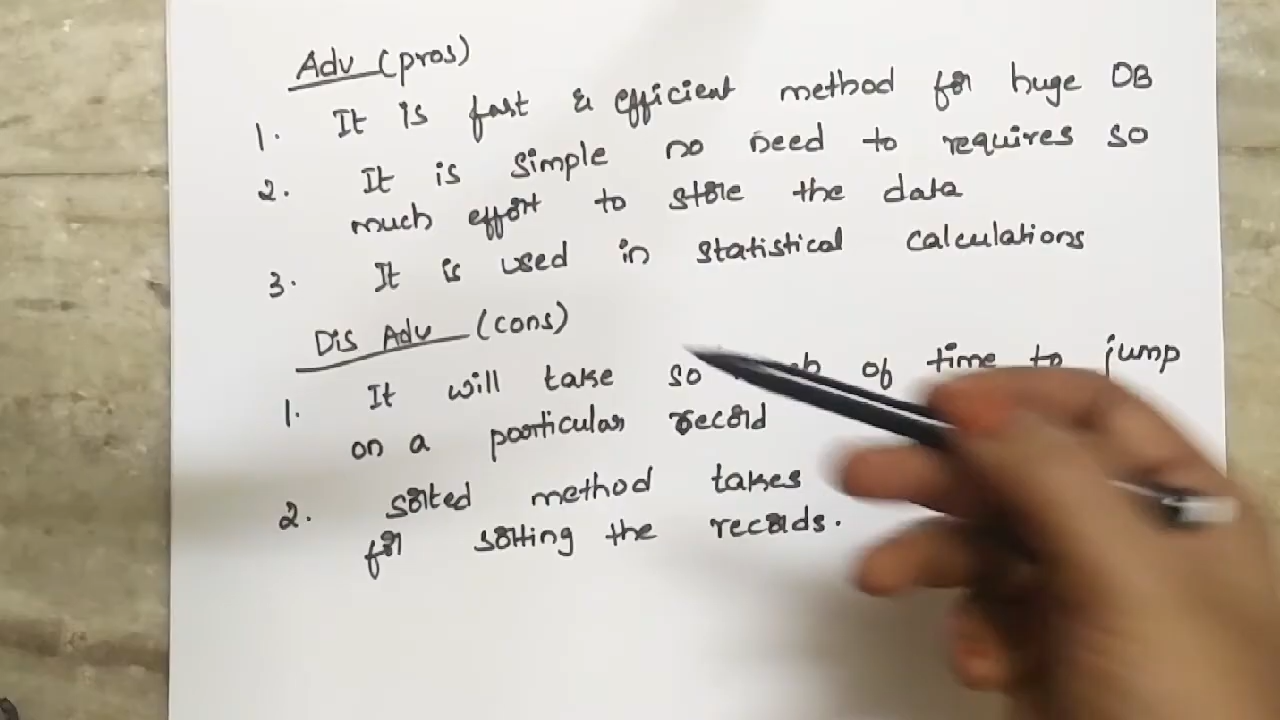 Adv (pros)
1. It is fast & efficient method for huge DB
2. It is simple no need to requires so
much effort to store the data
3. It is used in statistical calculations
Dis Adv (cons)
1. It will take so of time to jump
on a particular record
2. sorted method takes
for sorting the records.